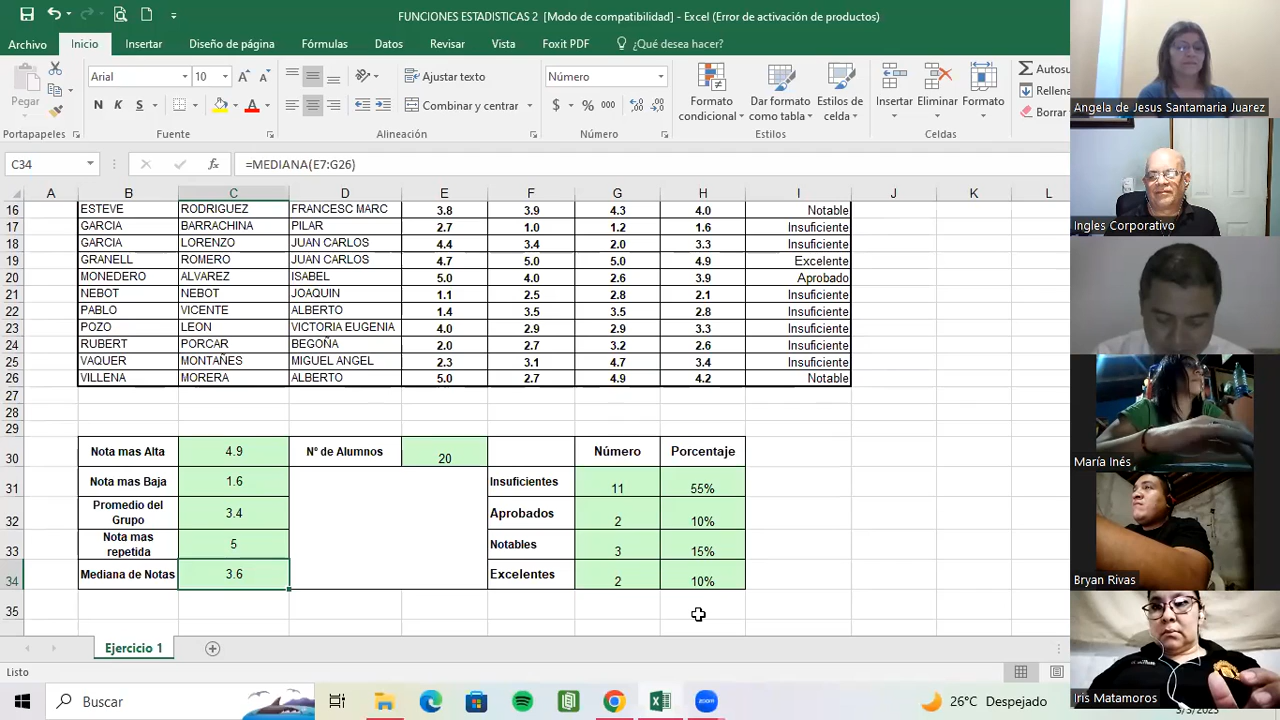 FUNCIONES ESTADISTICAS 2 [Modo de compatibilidad] - Excel (Error de activación de productos)
Archivo Inicio Insertar Diseño de página Fórmulas Datos Revisar Vista Foxit PDF ¿Qué desea hacer?
Pegar
Arial 10
N K S
Ajustar texto
Combinar y centrar
Número
$ % 000
Formato condicional
Dar formato como tabla
Estilos de celda
Insertar Eliminar Formato
Autosu
Rellena
Borrar
Portapapeles Fuente Alineación Número Estilos Celdas
C34 fx =MEDIANA(E7:G26)
A B C D E F G H I J K L
16 ESTEVE RODRIGUEZ FRANCESC MARC 3.8 3.9 4.3 4.0 Notable
17 GARCIA BARRACHINA PILAR 2.7 1.0 1.2 1.6 Insuficiente
18 GARCIA LORENZO JUAN CARLOS 4.4 3.4 2.0 3.3 Insuficiente
19 GRANELL ROMERO JUAN CARLOS 4.7 5.0 5.0 4.9 Excelente
20 MONEDERO ALVAREZ ISABEL 5.0 4.0 2.6 3.9 Aprobado
21 NEBOT NEBOT JOAQUIN 1.1 2.5 2.8 2.1 Insuficiente
22 PABLO VICENTE ALBERTO 1.4 3.5 3.5 2.8 Insuficiente
23 POZO LEON VICTORIA EUGENIA 4.0 2.9 2.9 3.3 Insuficiente
24 RUBERT PORCAR BEGOÑA 2.0 2.7 3.2 2.6 Insuficiente
25 VAQUER MONTAÑES MIGUEL ANGEL 2.3 3.1 4.7 3.4 Insuficiente
26 VILLENA MORERA ALBERTO 5.0 2.7 4.9 4.2 Notable
27
28
29
30 Nota mas Alta 4.9 Nº de Alumnos 20 Número Porcentaje
31 Nota mas Baja 1.6 Insuficientes 11 55%
32 Promedio del Grupo 3.4 Aprobados 2 10%
33 Nota mas repetida 5 Notables 3 15%
34 Mediana de Notas 3.6 Excelentes 2 10%
35
Ejercicio 1
Listo
Buscar
26°C Despejado
zoom
3/3/2023
Angela de Jesus Santamaria Juarez
Ingles Corporativo
María Inés
Bryan Rivas
Iris Matamoros